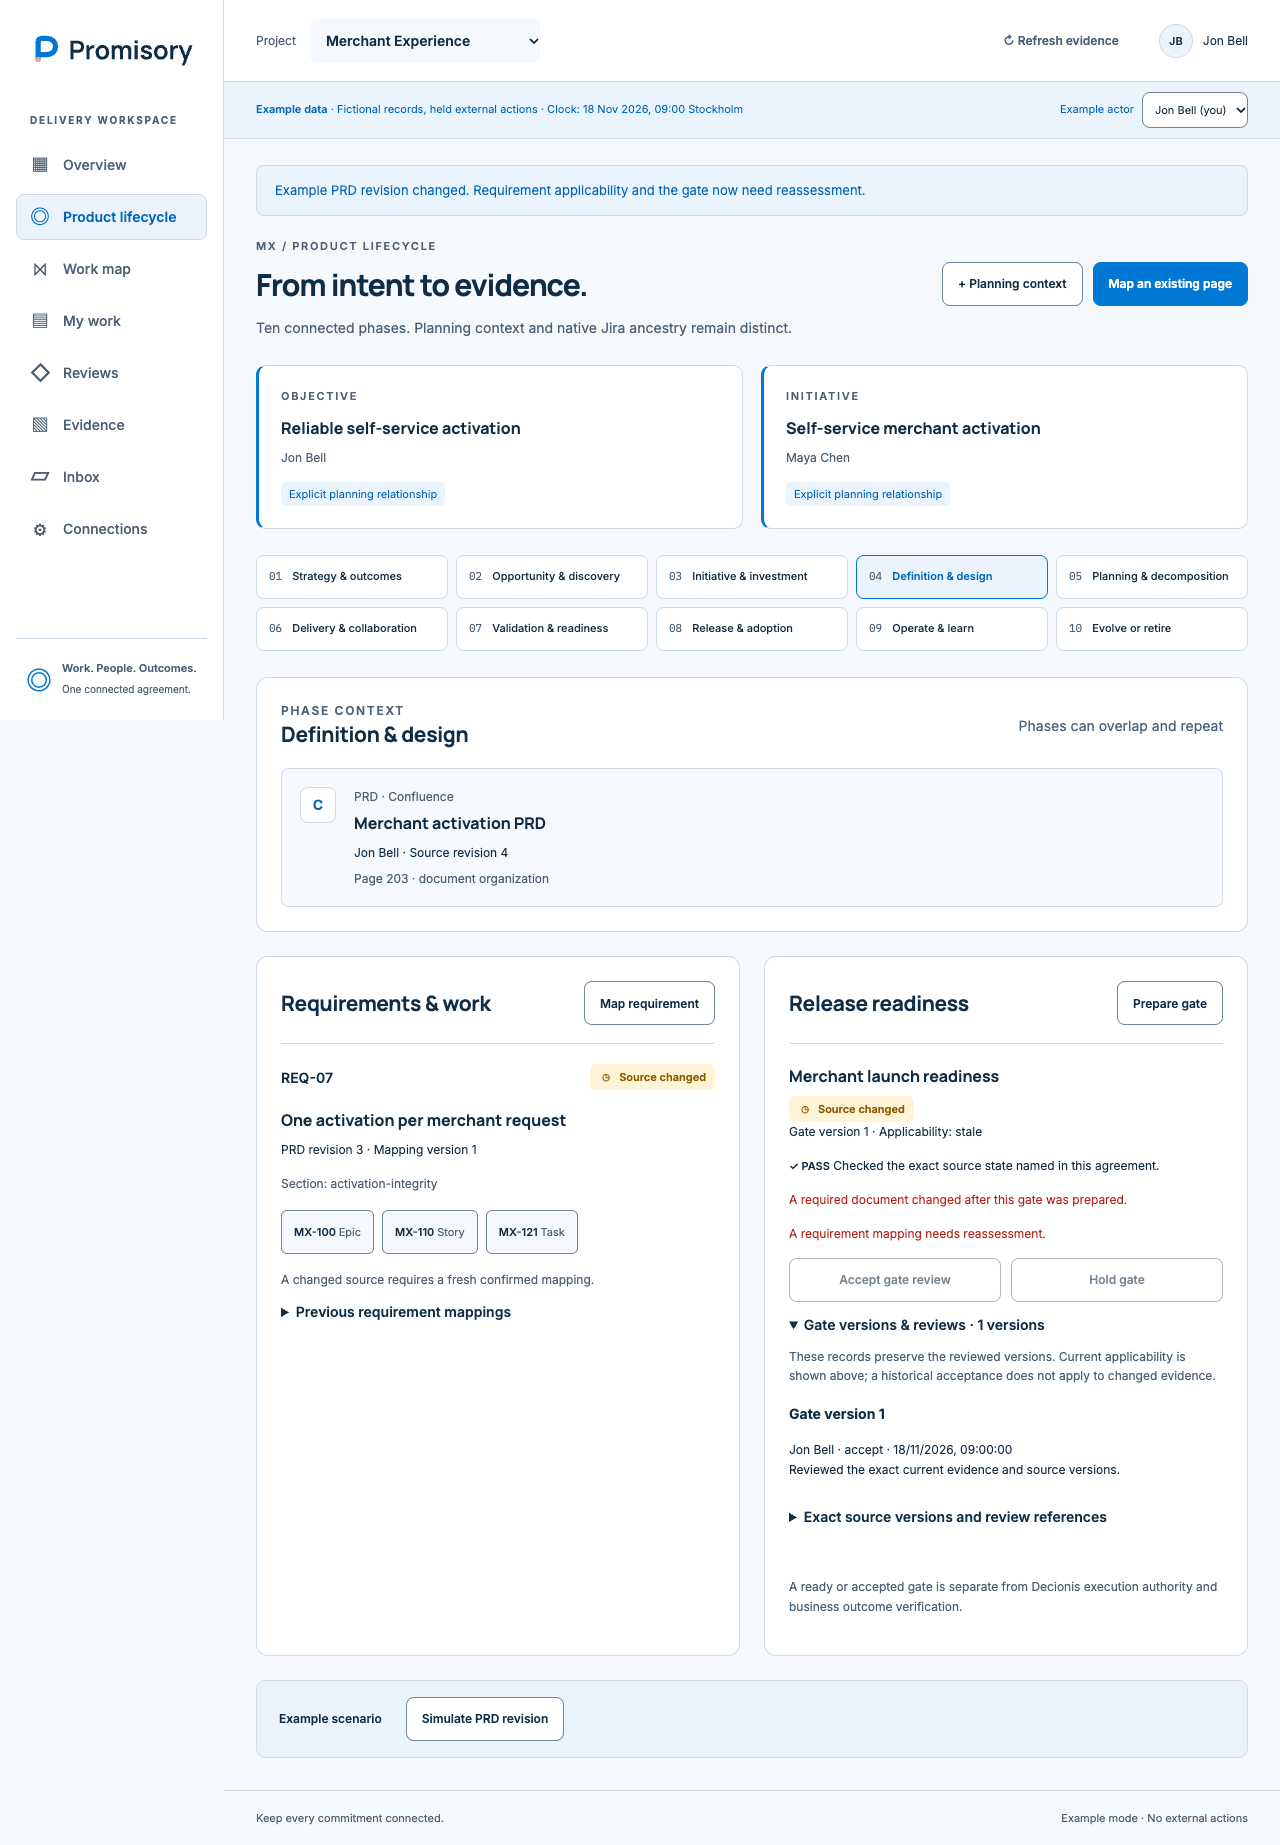 Promisory
DELIVERY WORKSPACE
Overview
Product lifecycle
Work map
My work
Reviews
Evidence
Inbox
Connections
Work. People. Outcomes.
One connected agreement.
Project
Merchant Experience
↻ Refresh evidence
JB
Jon Bell
Example data · Fictional records, held external actions · Clock: 18 Nov 2026, 09:00 Stockholm
Example actor
Jon Bell (you)
Example PRD revision changed. Requirement applicability and the gate now need reassessment.
MX / PRODUCT LIFECYCLE
From intent to evidence.
+ Planning context
Map an existing page
Ten connected phases. Planning context and native Jira ancestry remain distinct.
OBJECTIVE
Reliable self-service activation
Jon Bell
Explicit planning relationship
INITIATIVE
Self-service merchant activation
Maya Chen
Explicit planning relationship
01 Strategy & outcomes
02 Opportunity & discovery
03 Initiative & investment
04 Definition & design
05 Planning & decomposition
06 Delivery & collaboration
07 Validation & readiness
08 Release & adoption
09 Operate & learn
10 Evolve or retire
PHASE CONTEXT
Definition & design
Phases can overlap and repeat
C
PRD · Confluence
Merchant activation PRD
Jon Bell · Source revision 4
Page 203 · document organization
Requirements & work
Map requirement
REQ-07
Source changed
One activation per merchant request
PRD revision 3 · Mapping version 1
Section: activation-integrity
MX-100 Epic
MX-110 Story
MX-121 Task
A changed source requires a fresh confirmed mapping.
Previous requirement mappings
Release readiness
Prepare gate
Merchant launch readiness
Source changed
Gate version 1 · Applicability: stale
✓ PASS Checked the exact source state named in this agreement.
A required document changed after this gate was prepared.
A requirement mapping needs reassessment.
Accept gate review
Hold gate
Gate versions & reviews · 1 versions
These records preserve the reviewed versions. Current applicability is
shown above; a historical acceptance does not apply to changed evidence.
Gate version 1
Jon Bell · accept · 18/11/2026, 09:00:00
Reviewed the exact current evidence and source versions.
Exact source versions and review references
A ready or accepted gate is separate from Decionis execution authority and
business outcome verification.
Example scenario
Simulate PRD revision
Keep every commitment connected.
Example mode · No external actions